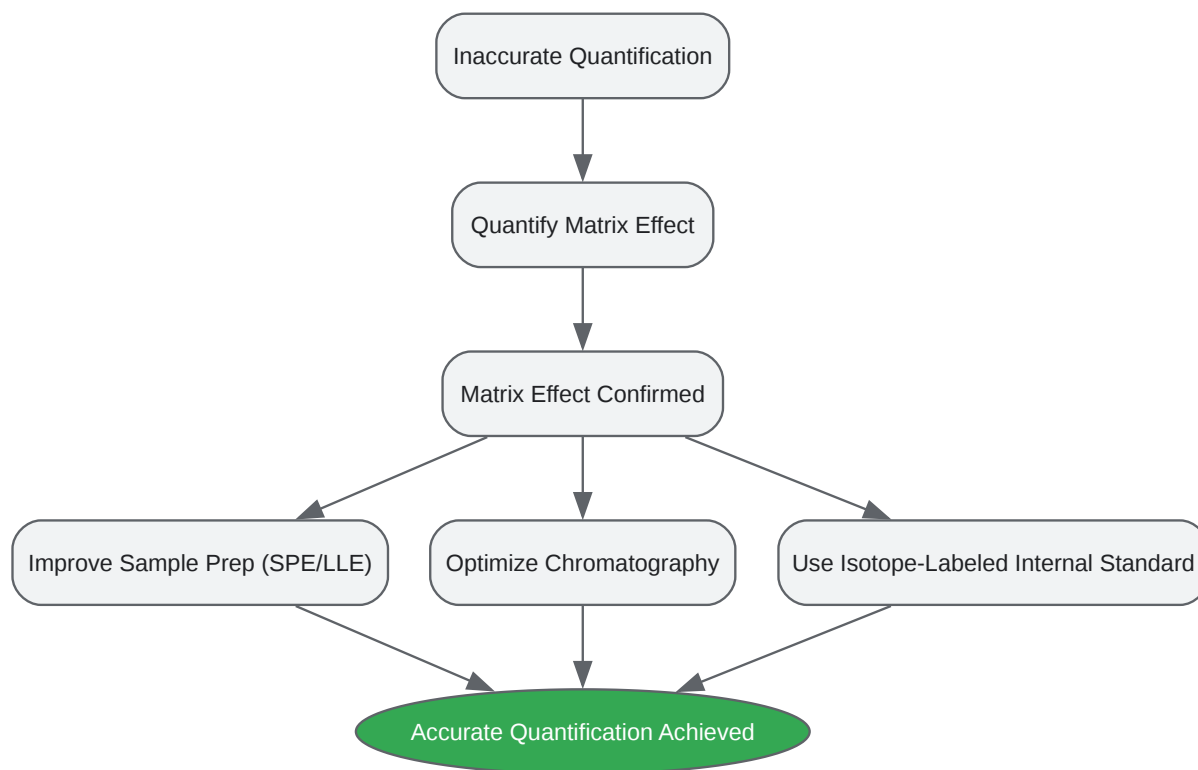 Inaccurate Quantification
Quantify Matrix Effect
Matrix Effect Confirmed
Improve Sample Prep (SPE/LLE)
Optimize Chromatography
Use Isotope-Labeled Internal Standard
Accurate Quantification Achieved